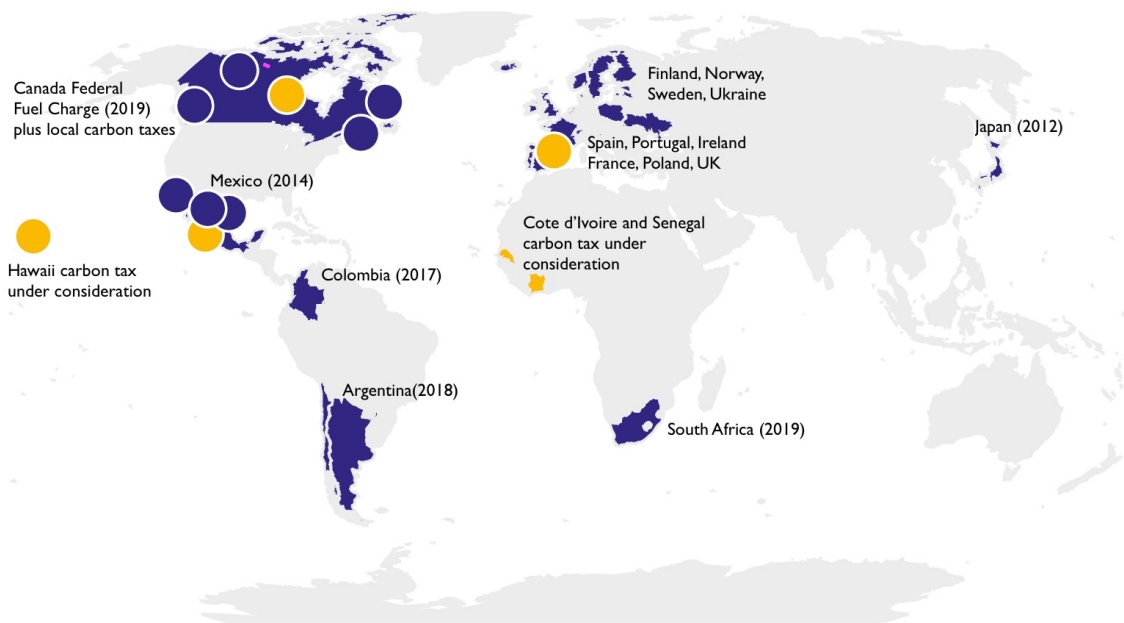 Canada Federal
Fuel Charge (2019)
plus local carbon taxes
Finland, Norway,
Sweden, Ukraine
Japan (2012)
Spain, Portugal, Ireland
France, Poland, UK
Mexico (2014)
Cote d'Ivoire and Senegal
carbon tax under
consideration
Hawaii carbon tax
under consideration
Colombia (2017)
Argentina(2018)
South Africa (2019)